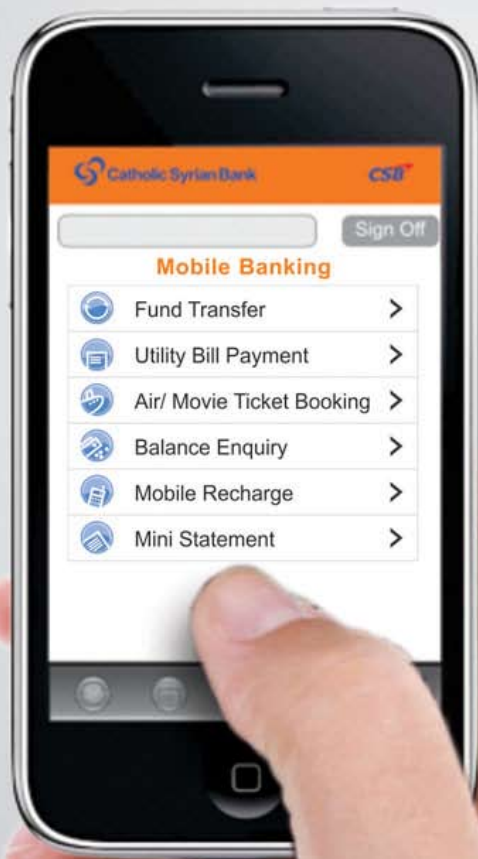 Catholic Syrian Bank CSB
Sign Off
Mobile Banking
Fund Transfer
Utility Bill Payment
Air/ Movie Ticket Booking
Balance Enquiry
Mobile Recharge
Mini Statement